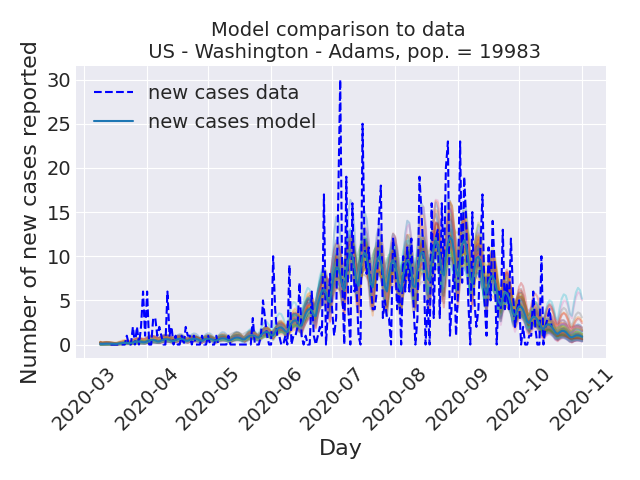 Model comparison to data
US - Washington - Adams, pop. = 19983
Number of new cases reported
30
25
20
15
10
5
0
new cases data
new cases model
2020-03
2020-04
2020-05
2020-06
2020-07
2020-08
2020-09
2020-10
2020-11
Day